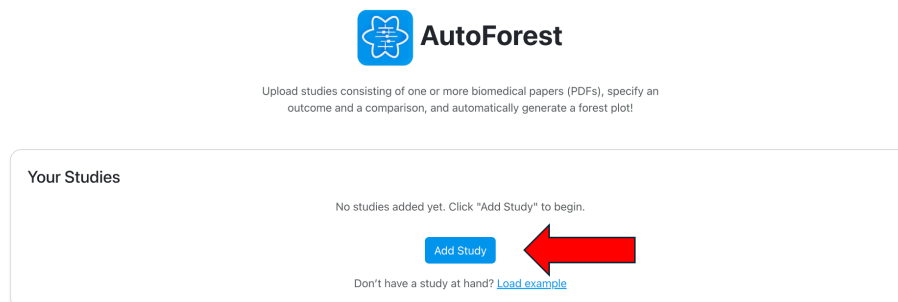 AutoForest
Upload studies consisting of one or more biomedical papers (PDFs), specify an
outcome and a comparison, and automatically generate a forest plot!
Your Studies
No studies added yet. Click "Add Study" to begin.
Add Study
Don't have a study at hand? Load example